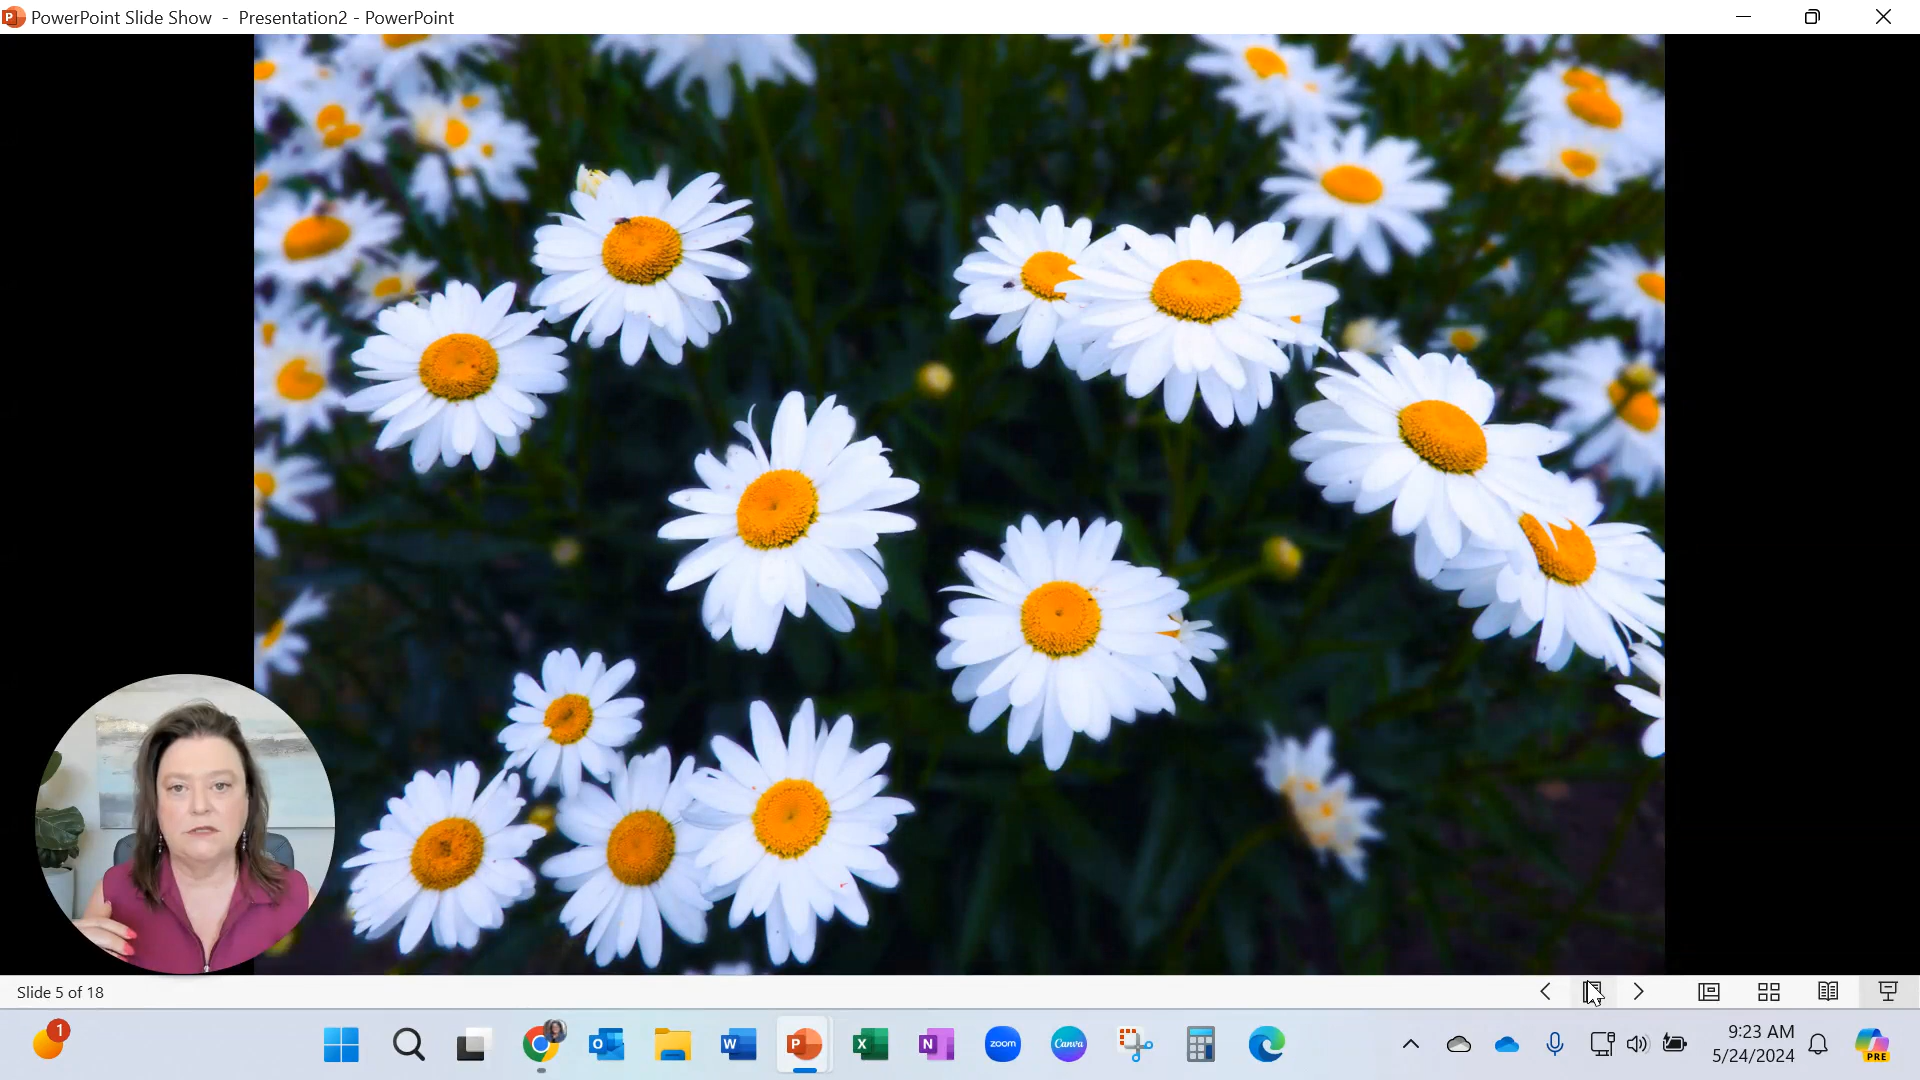 PowerPoint Slide Show - Presentation2 - PowerPoint
Slide 5 of 18
1
zoom
Canva
9:23 AM
5/24/2024
PRE